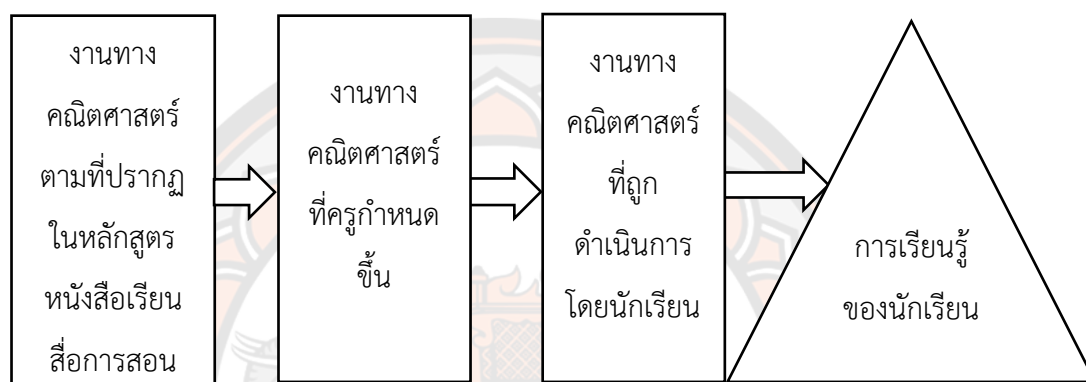 งานทาง
คณิตศาสตร์
ตามที่ปรากฏ
ในหลักสูตร
หนังสือเรียน
สื่อการสอน
งานทาง
คณิตศาสตร์
ที่ครูกำหนด
ขึ้น
งานทาง
คณิตศาสตร์
ที่ถูก
ดำเนินการ
โดยนักเรียน
การเรียนรู้
ของนักเรียน